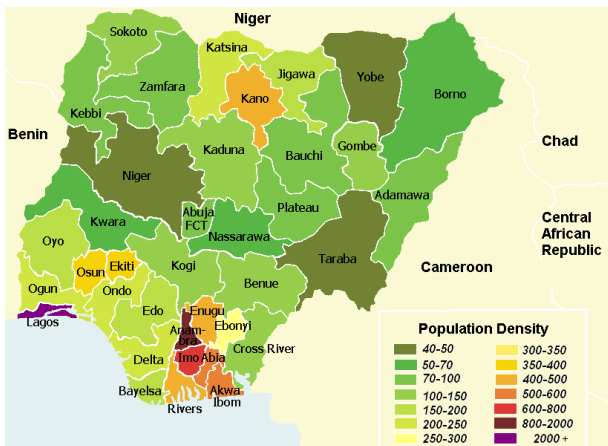 Niger
Sokoto
Katsina
Jigawa
Yobe
Zamfara
Kano
Borno
Kebbi
Benin
Chad
Kaduna
Gombe
Bauchi
Niger
Adamawa
Abuja
FCT
Plateau
Kwara
Central
African
Republic
Oyo
Nassarawa
Taraba
Cameroon
Osun
Ekiti
Kogi
Benue
Ogun
Ondo
Lagos
Edo
Enugu
Anam-
bra
Ebonyi
Delta
Imo
Abia
Cross River
Bayelsa
Rivers
Akwa
Ibom
Population Density
40-50
50-70
70-100
100-150
150-200
200-250
250-300
300-350
350-400
400-500
500-600
600-800
800-2000
2000 +